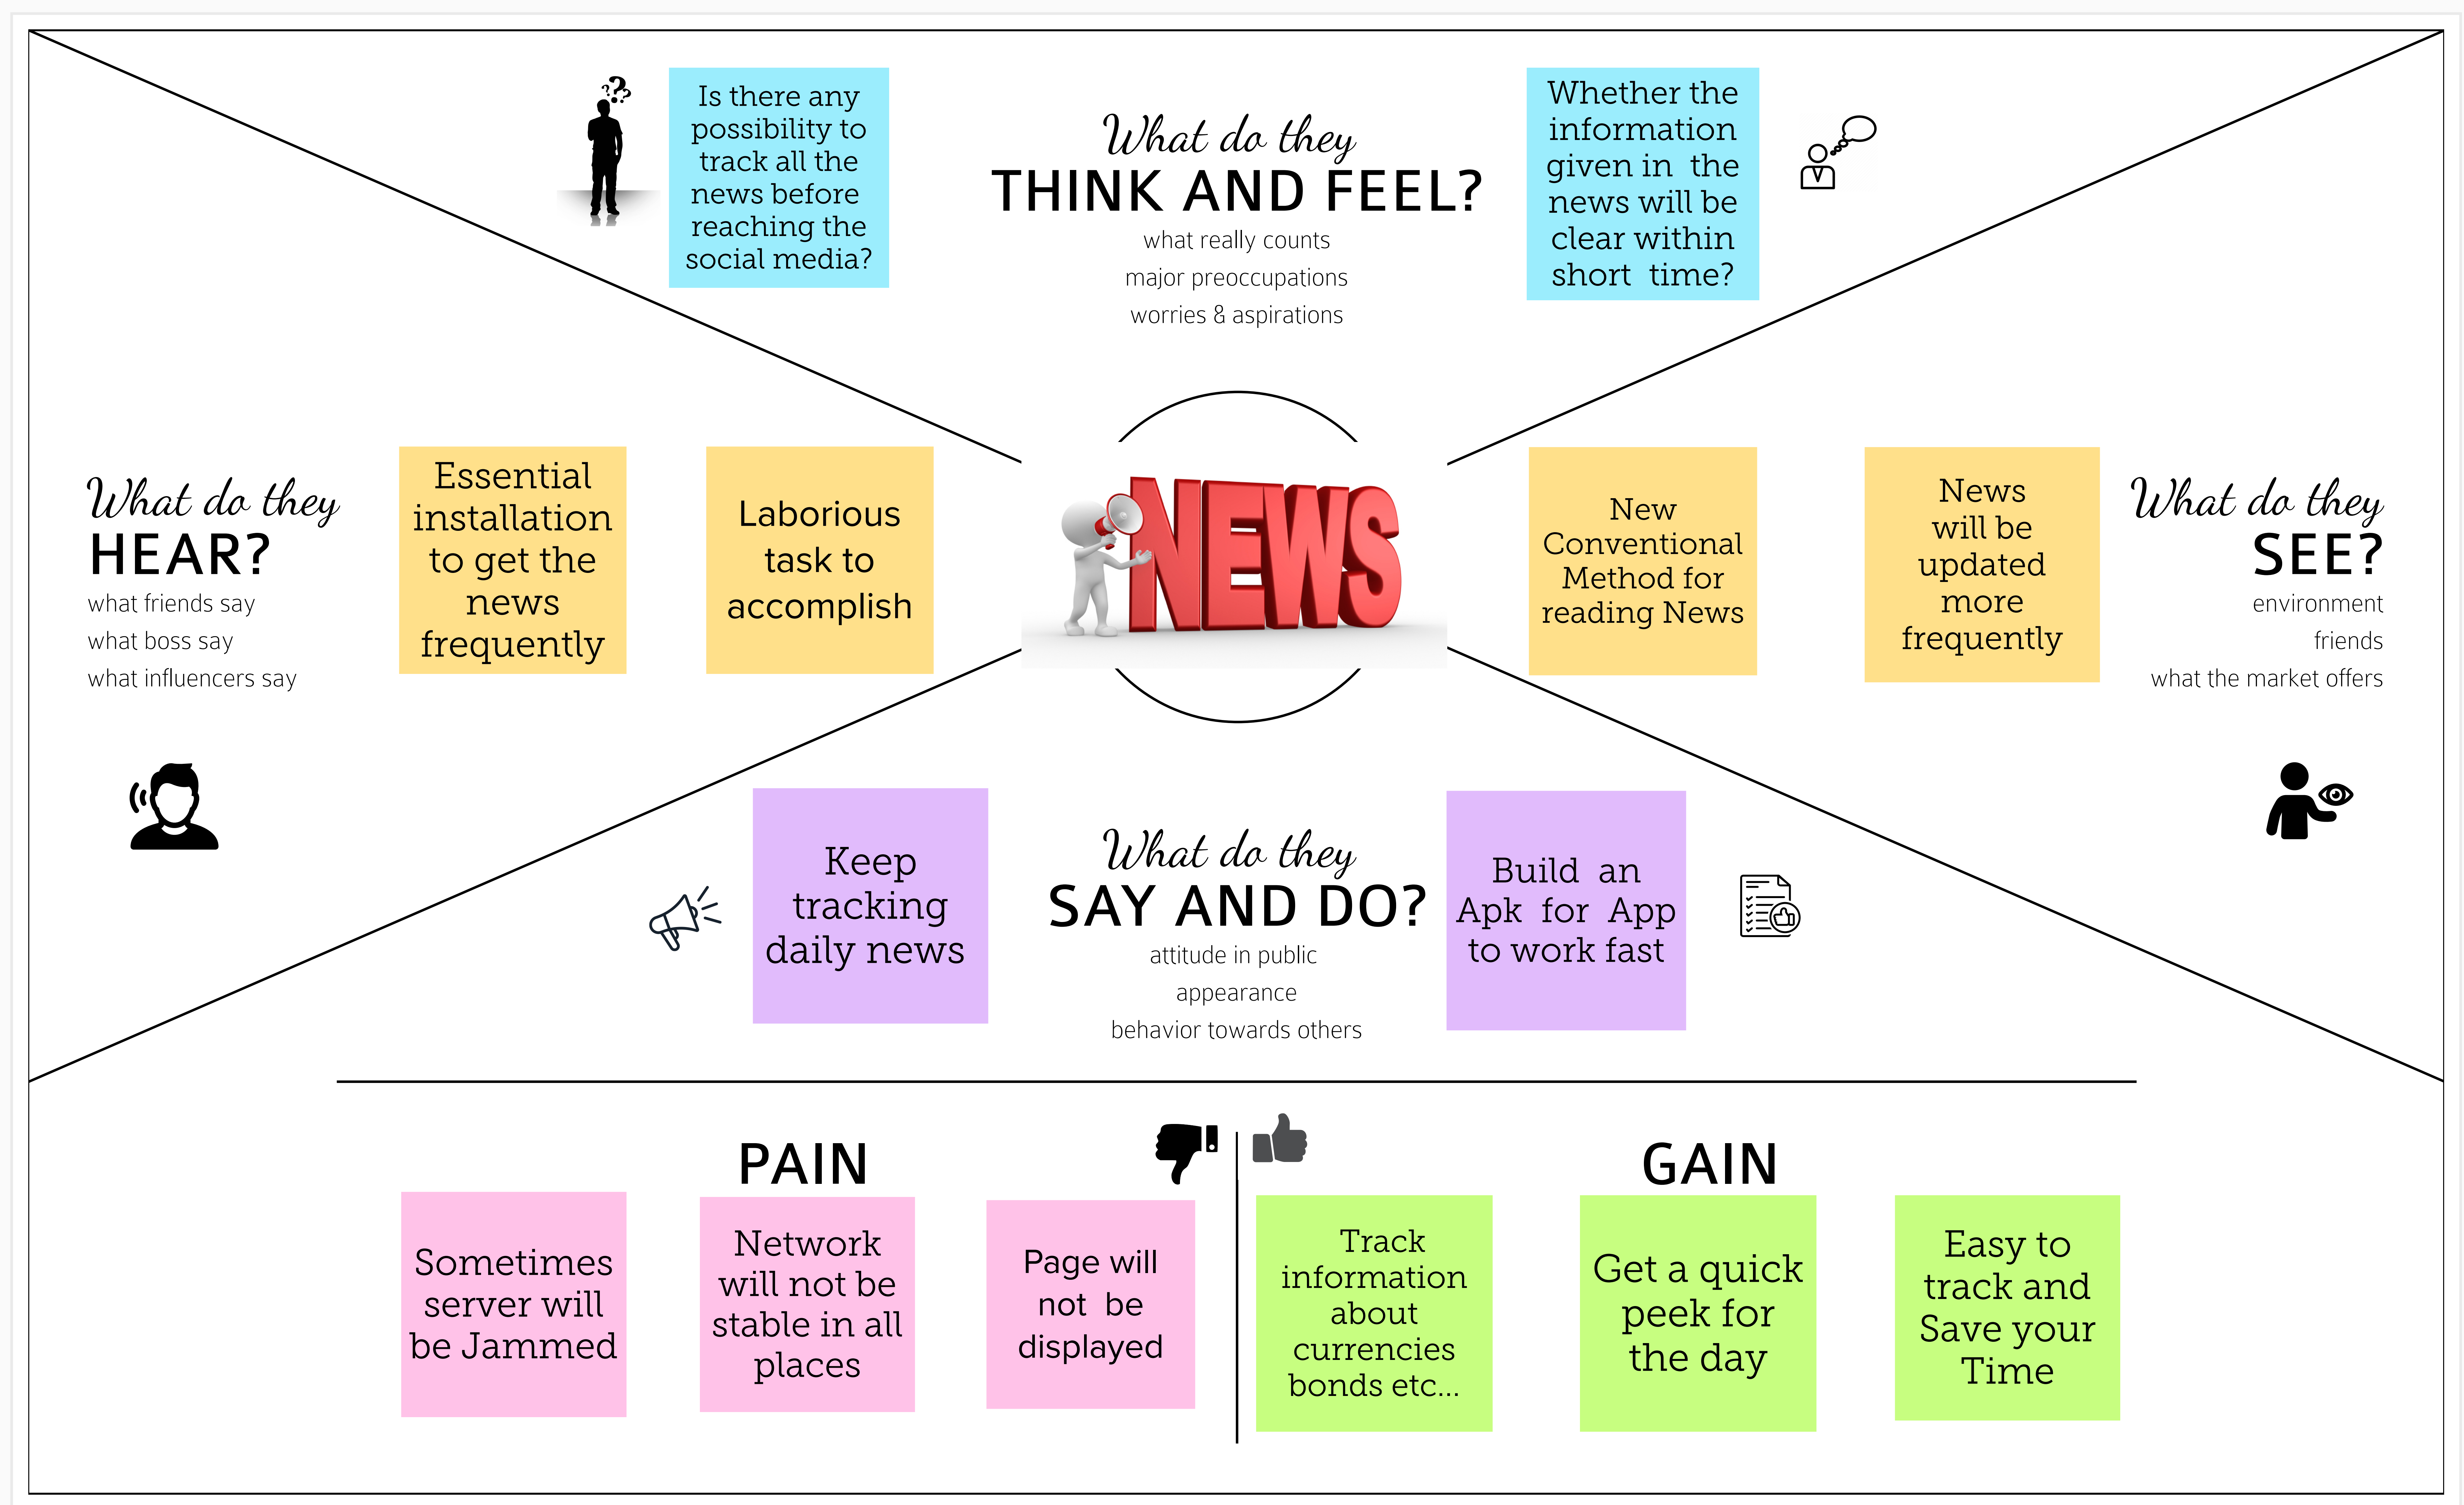 Is there any
possibility to
track all the
news before
reaching the
social media?
What do they
THINK AND FEEL?
what really counts
major preoccupations
worries & aspirations
Whether the
information
given in the
news will be
clear within
short time?
What do they
HEAR?
what friends say
what boss say
what influencers say
Essential
installation
to get the
news
frequently
Laborious
task to
accomplish
NEWS
New
Conventional
Method for
reading News
News
will be
updated
more
frequently
What do they
SEE?
environment
friends
what the market offers
Keep
tracking
daily news
What do they
SAY AND DO?
attitude in public
appearance
behavior towards others
Build an
Apk for App
to work fast
PAIN
Sometimes
server will
be Jammed
Network
will not be
stable in all
places
Page will
not be
displayed
GAIN
Track
information
about
currencies
bonds etc...
Get a quick
peek for
the day
Easy to
track and
Save your
Time